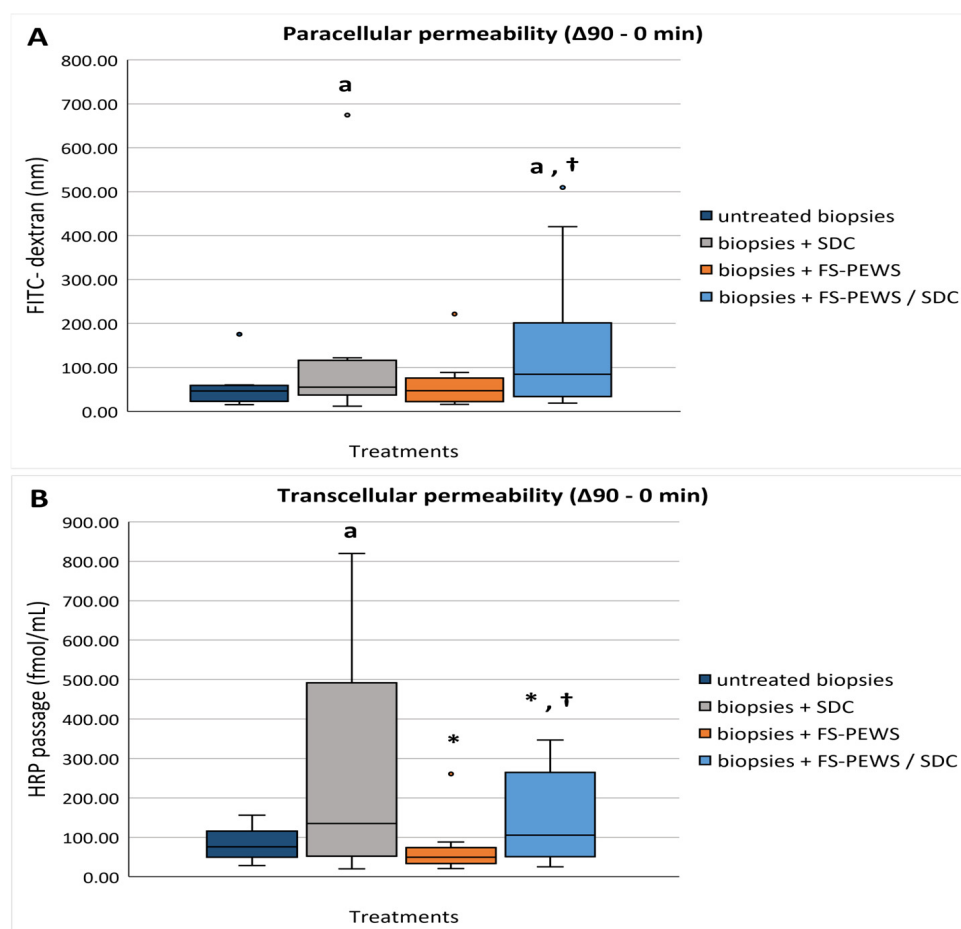 A
Paracellular permeability (Δ90 - 0 min)
800.00
700.00
600.00
500.00
400.00
300.00
200.00
100.00
0.00
FITC- dextran (nm)
a
a , †
Treatments
untreated biopsies
biopsies + SDC
biopsies + FS-PEWS
biopsies + FS-PEWS / SDC
B
Transcellular permeability (Δ90 - 0 min)
900.00
800.00
700.00
600.00
500.00
400.00
300.00
200.00
100.00
0.00
HRP passage (fmol/mL)
a
*
* , †
Treatments
untreated biopsies
biopsies + SDC
biopsies + FS-PEWS
biopsies + FS-PEWS / SDC